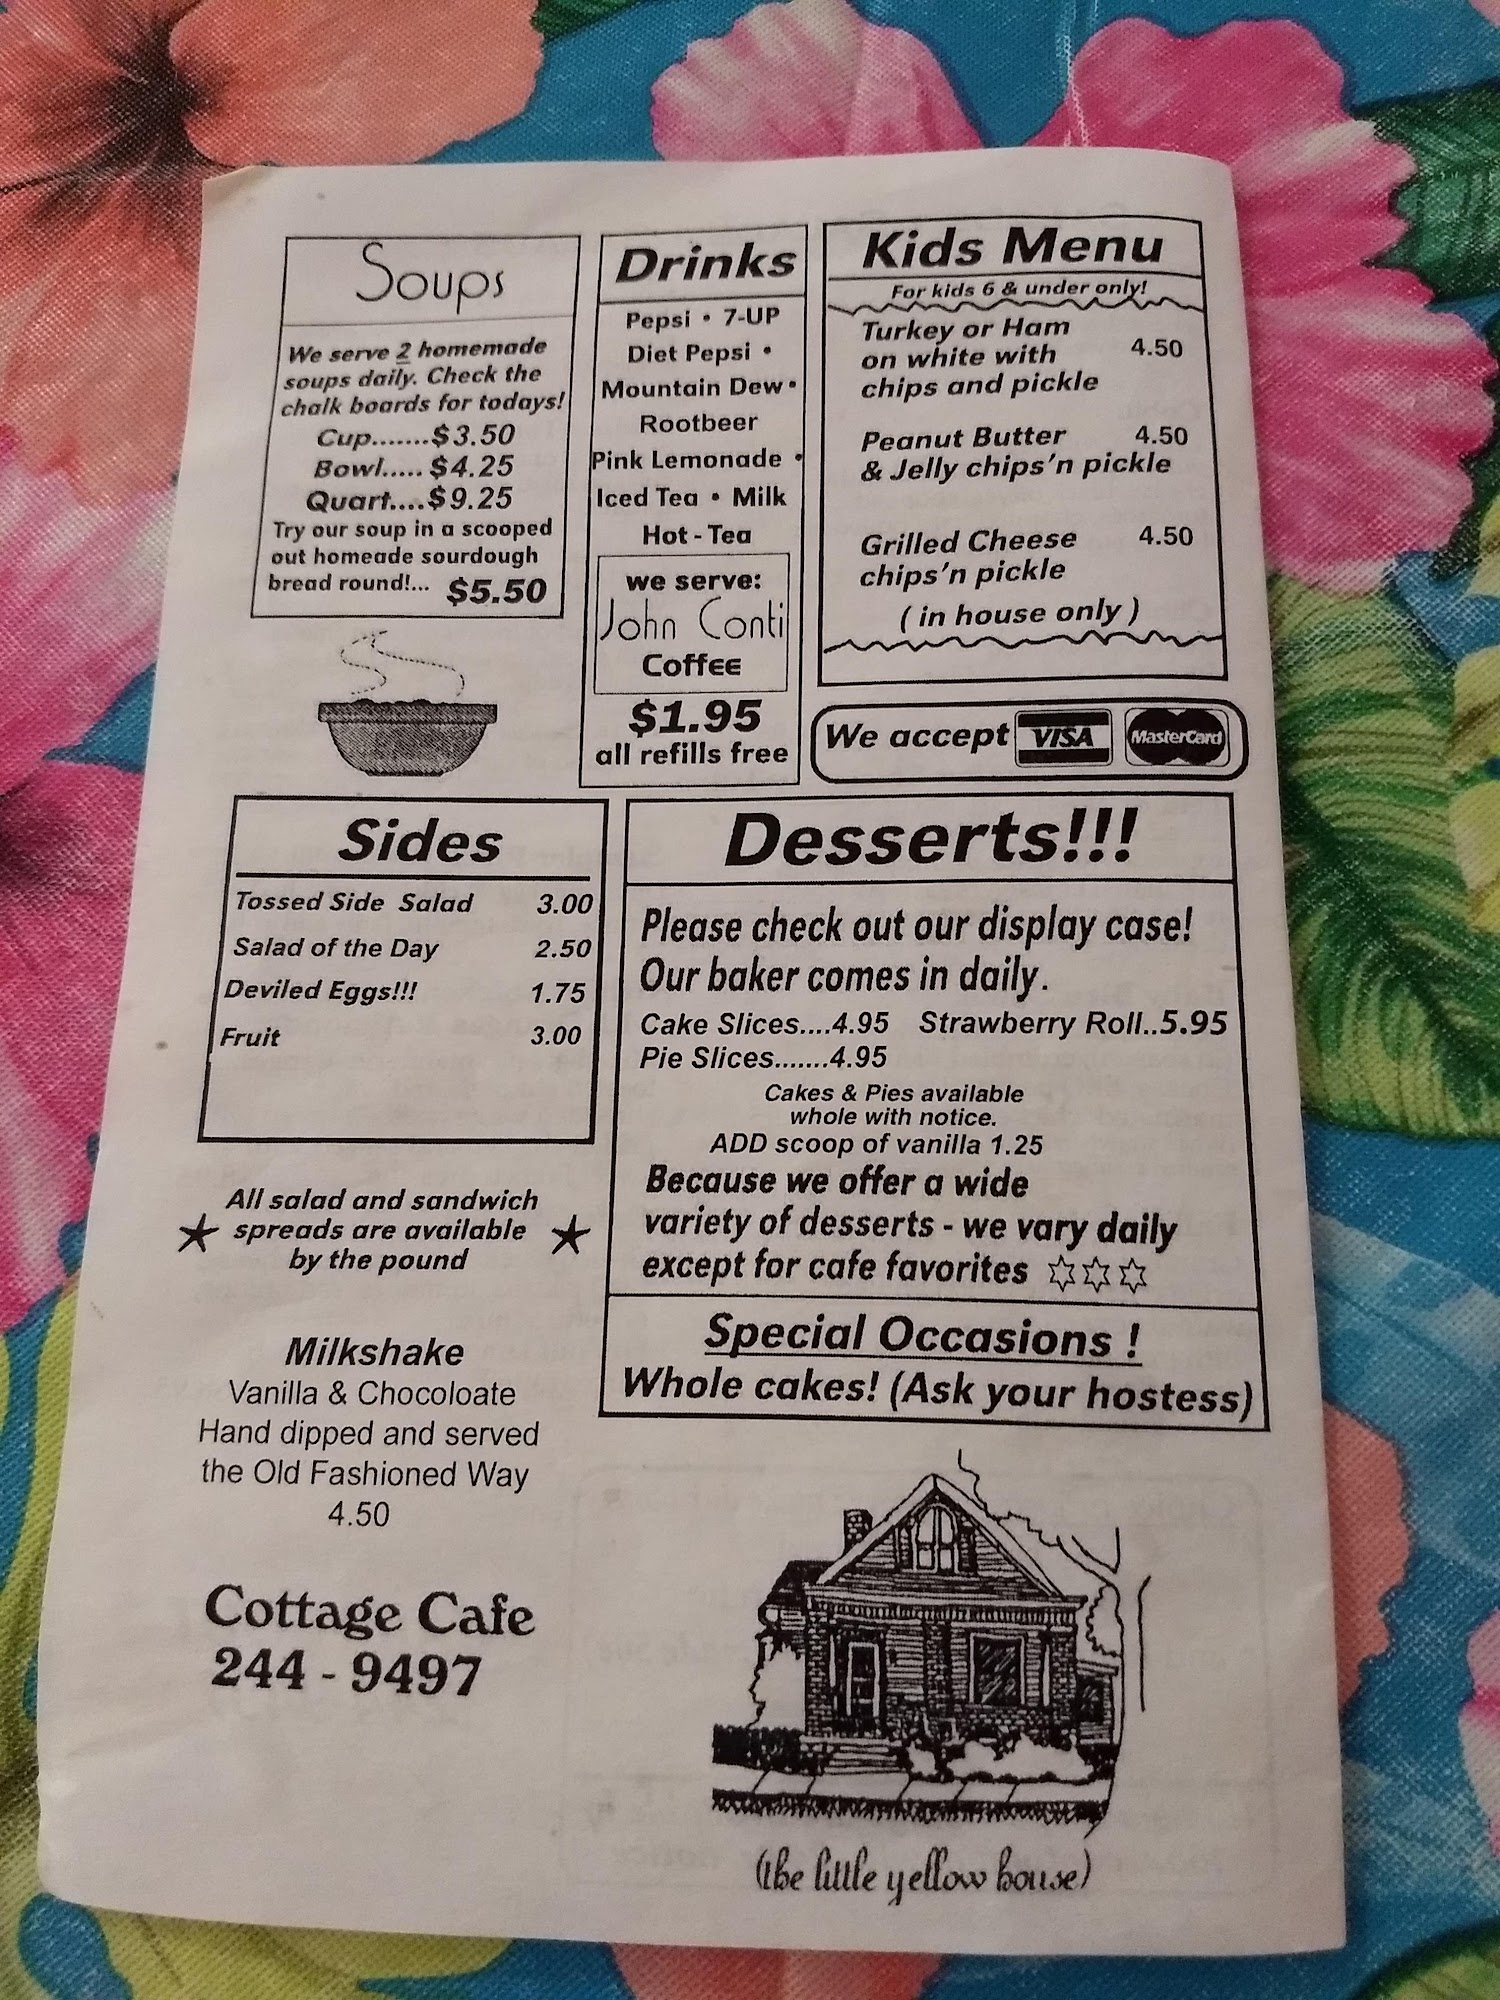 Soups
We serve 2 homemade
soups daily. Check the
chalk boards for todays!
Cup.......$3.50
Bowl.....$4.25
Quart....$9.25
Try our soup in a scooped
out homeade sourdough
bread round!... $5.50
Drinks
Pepsi • 7-UP
Diet Pepsi •
Mountain Dew •
Rootbeer
Pink Lemonade •
Iced Tea • Milk
Hot - Tea
we serve:
John Conti
Coffee
$1.95
all refills free
Kids Menu
For kids 6 & under only!
Turkey or Ham
on white with 4.50
chips and pickle
Peanut Butter 4.50
& Jelly chips'n pickle
Grilled Cheese 4.50
chips'n pickle
( in house only )
We accept VISA MasterCard
Sides
Tossed Side Salad 3.00
Salad of the Day 2.50
Deviled Eggs!!! 1.75
Fruit 3.00
All salad and sandwich
spreads are available
by the pound
Milkshake
Vanilla & Chocoloate
Hand dipped and served
the Old Fashioned Way
4.50
Cottage Cafe
244 - 9497
Desserts!!!
Please check out our display case!
Our baker comes in daily.
Cake Slices....4.95 Strawberry Roll..5.95
Pie Slices.......4.95
Cakes & Pies available
whole with notice.
ADD scoop of vanilla 1.25
Because we offer a wide
variety of desserts - we vary daily
except for cafe favorites
Special Occasions !
Whole cakes! (Ask your hostess)
(the little yellow house)